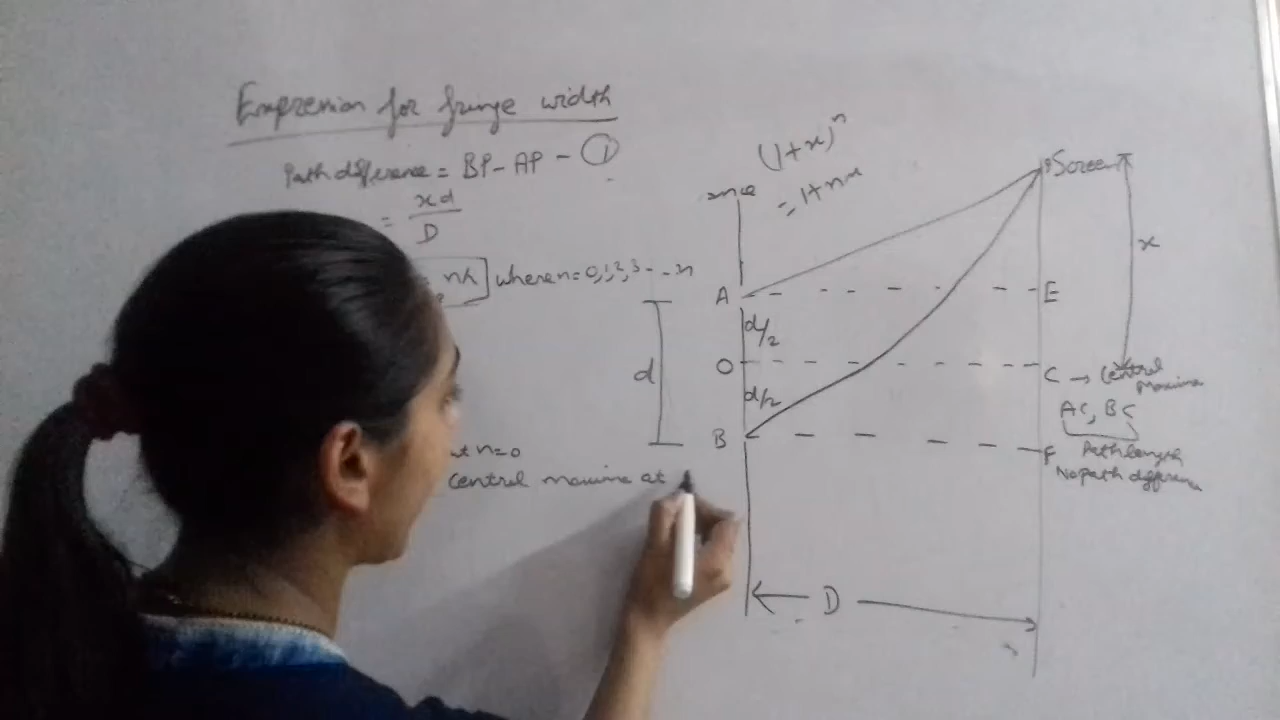 Expression for fringe width
Path difference = BP - AP - ①
= xd
D
nλ] where n=0,1,2,3 - - - n
at n=0
Central maxima at
(1+x)ⁿ
= 1+nx
P Screen
x
A
E
d/2
O
C → Central
Maxima
d
d/2
AC, BC
B
F Path length
No path difference
D